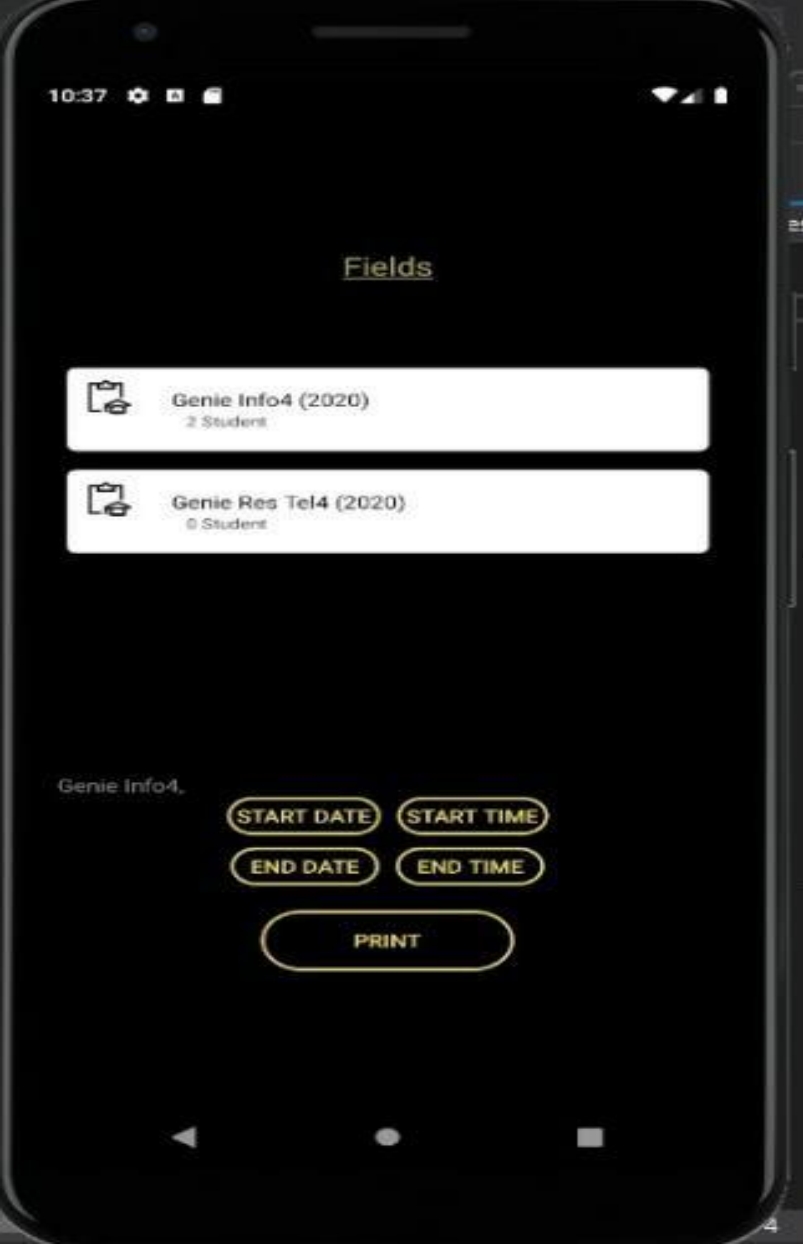 10:37
Fields
Genie Info4 (2020)
2 Student
Genie Res Tel4 (2020)
0 Student
Genie Info4,
START DATE START TIME
END DATE END TIME
PRINT
4